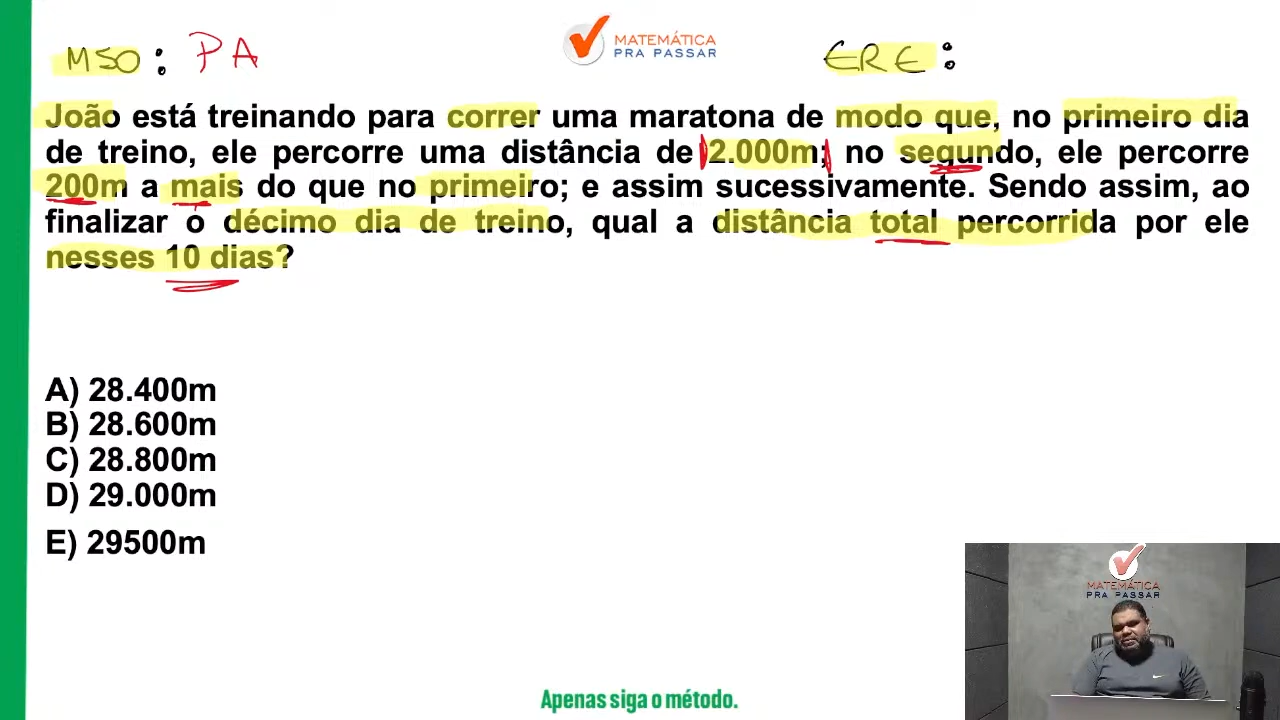 MSO: PA
MATEMÁTICA
PRA PASSAR
ERE:
João está treinando para correr uma maratona de modo que, no primeiro dia
de treino, ele percorre uma distância de 2.000m; no segundo, ele percorre
200m a mais do que no primeiro; e assim sucessivamente. Sendo assim, ao
finalizar o décimo dia de treino, qual a distância total percorrida por ele
nesses 10 dias?
A) 28.400m
B) 28.600m
C) 28.800m
D) 29.000m
E) 29500m
MATEMÁTICA
PRA PASSAR
Apenas siga o método.